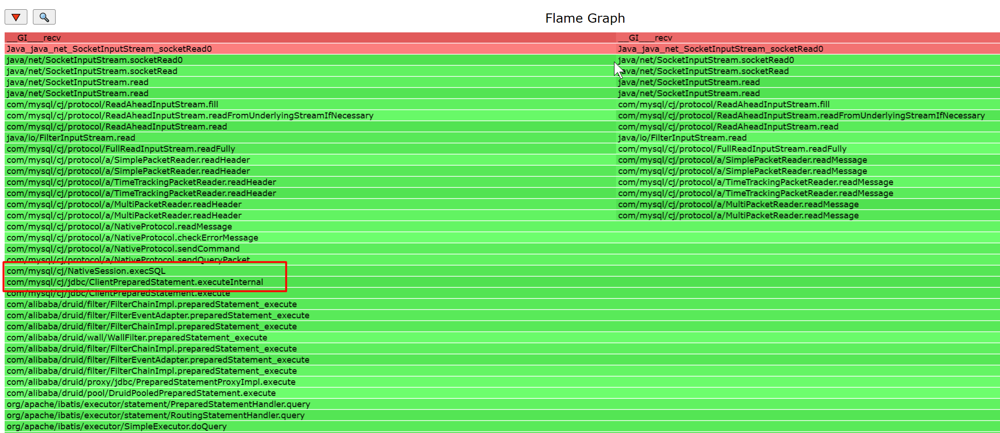 Flame Graph
__GI___recv __GI___recv
Java_java_net_SocketInputStream_socketRead0 Java_java_net_SocketInputStream_socketRead0
java/net/SocketInputStream.socketRead0 java/net/SocketInputStream.socketRead0
java/net/SocketInputStream.socketRead java/net/SocketInputStream.socketRead
java/net/SocketInputStream.read java/net/SocketInputStream.read
java/net/SocketInputStream.read java/net/SocketInputStream.read
com/mysql/cj/protocol/ReadAheadInputStream.fill com/mysql/cj/protocol/ReadAheadInputStream.fill
com/mysql/cj/protocol/ReadAheadInputStream.readFromUnderlyingStreamIfNecessary com/mysql/cj/protocol/ReadAheadInputStream.readFromUnderlyingStreamIfNecessary
com/mysql/cj/protocol/ReadAheadInputStream.read com/mysql/cj/protocol/ReadAheadInputStream.read
java/io/FilterInputStream.read java/io/FilterInputStream.read
com/mysql/cj/protocol/FullReadInputStream.readFully com/mysql/cj/protocol/FullReadInputStream.readFully
com/mysql/cj/protocol/a/SimplePacketReader.readHeader com/mysql/cj/protocol/a/SimplePacketReader.readMessage
com/mysql/cj/protocol/a/SimplePacketReader.readHeader com/mysql/cj/protocol/a/SimplePacketReader.readMessage
com/mysql/cj/protocol/a/TimeTrackingPacketReader.readHeader com/mysql/cj/protocol/a/TimeTrackingPacketReader.readMessage
com/mysql/cj/protocol/a/TimeTrackingPacketReader.readHeader com/mysql/cj/protocol/a/TimeTrackingPacketReader.readMessage
com/mysql/cj/protocol/a/MultiPacketReader.readHeader com/mysql/cj/protocol/a/MultiPacketReader.readMessage
com/mysql/cj/protocol/a/MultiPacketReader.readHeader com/mysql/cj/protocol/a/MultiPacketReader.readMessage
com/mysql/cj/protocol/a/NativeProtocol.readMessage
com/mysql/cj/protocol/a/NativeProtocol.checkErrorMessage
com/mysql/cj/protocol/a/NativeProtocol.sendCommand
com/mysql/cj/protocol/a/NativeProtocol.sendQueryPacket
com/mysql/cj/NativeSession.execSQL
com/mysql/cj/jdbc/ClientPreparedStatement.executeInternal
com/mysql/cj/jdbc/ClientPreparedStatement.execute
com/alibaba/druid/filter/FilterChainImpl.preparedStatement_execute
com/alibaba/druid/filter/FilterEventAdapter.preparedStatement_execute
com/alibaba/druid/filter/FilterChainImpl.preparedStatement_execute
com/alibaba/druid/wall/WallFilter.preparedStatement_execute
com/alibaba/druid/filter/FilterChainImpl.preparedStatement_execute
com/alibaba/druid/filter/FilterEventAdapter.preparedStatement_execute
com/alibaba/druid/filter/FilterChainImpl.preparedStatement_execute
com/alibaba/druid/proxy/jdbc/PreparedStatementProxyImpl.execute
com/alibaba/druid/pool/DruidPooledPreparedStatement.execute
org/apache/ibatis/executor/statement/PreparedStatementHandler.query
org/apache/ibatis/executor/statement/RoutingStatementHandler.query
org/apache/ibatis/executor/SimpleExecutor.doQuery